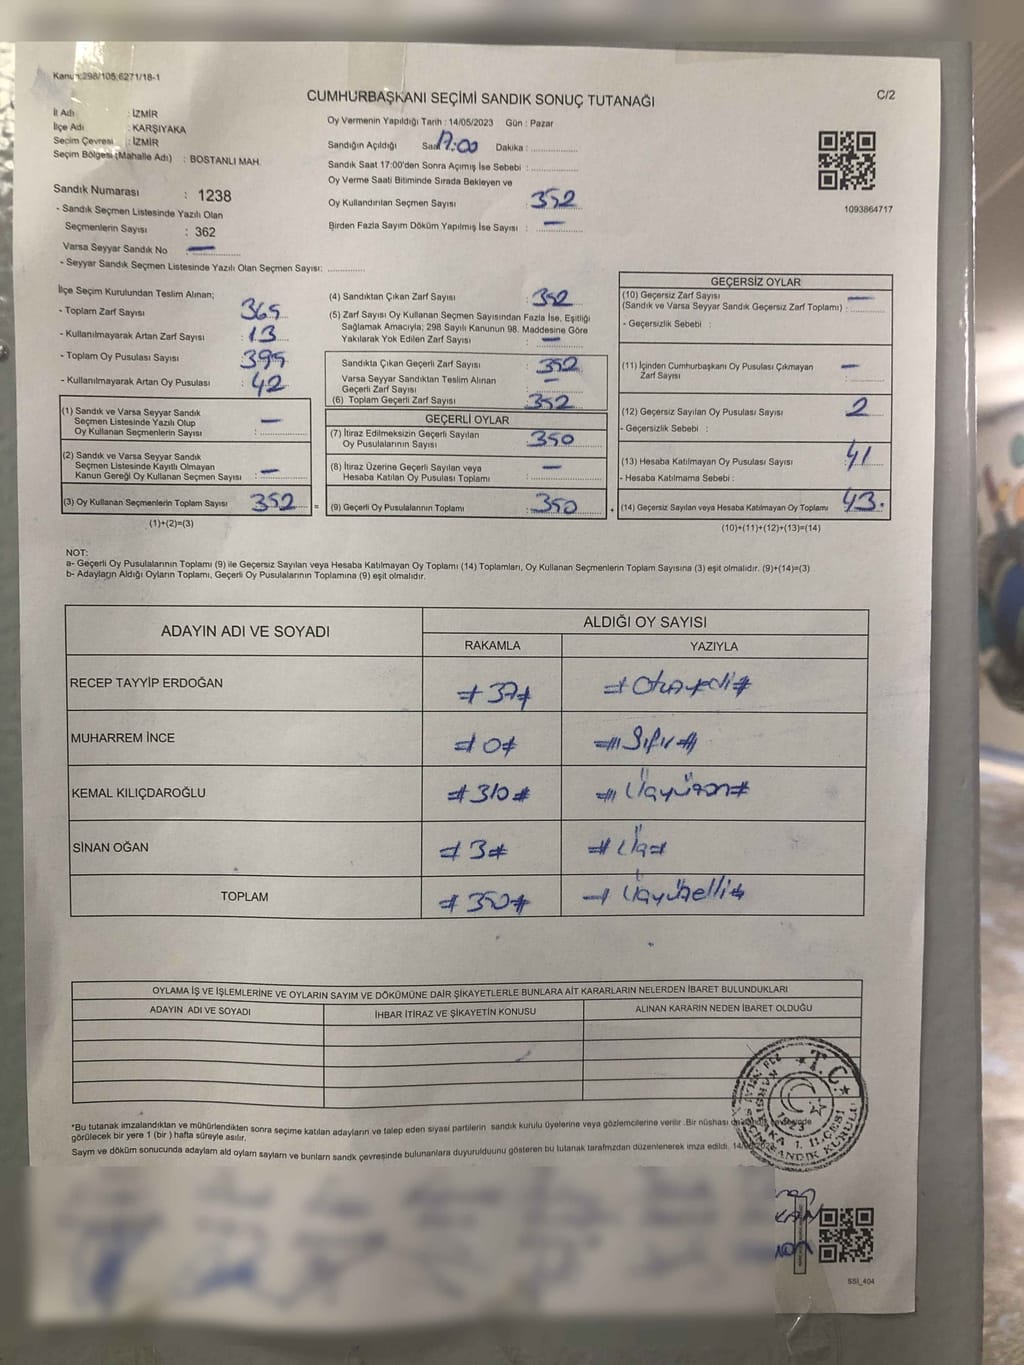 Kanun:298/105,6271/18-1
CUMHURBAŞKANI SEÇİMİ SANDIK SONUÇ TUTANAĞI
C/2
İl Adı : İZMİR
İlçe Adı : KARŞIYAKA
Seçim Çevresi : İZMİR
Seçim Bölgesi (Mahalle Adı) : BOSTANLI MAH.
Sandık Numarası : 1238
- Sandık Seçmen Listesinde Yazılı Olan
Seçmenlerin Sayısı : 362
Varsa Seyyar Sandık No —
- Seyyar Sandık Seçmen Listesinde Yazılı Olan Seçmen Sayısı: ...............
Oy Vermenin Yapıldığı Tarih : 14/05/2023 Gün : Pazar
Sandığın Açıldığı Saat 17:00 Dakika : ...............
Sandık Saat 17:00'den Sonra Açımış İse Sebebi : ...............
Oy Verme Saati Bitiminde Sırada Bekleyen ve
Oy Kullandırılan Seçmen Sayısı 352
Birden Fazla Sayım Döküm Yapılmış İse Sayısı : —
1093864717
İlçe Seçim Kurulundan Teslim Alınan;
- Toplam Zarf Sayısı 365
- Kullanılmayarak Artan Zarf Sayısı : 13
- Toplam Oy Pusulası Sayısı
- Kullanılmayarak Artan Oy Pusulası : 42
(1) Sandık ve Varsa Seyyar Sandık
Seçmen Listesinde Yazılı Olup
Oy Kullanan Seçmenlerin Sayısı : —
(2) Sandık ve Varsa Seyyar Sandık
Seçmen Listesinde Kayıtlı Olmayan
Kanun Gereği Oy Kullanan Seçmen Sayısı : —
(3) Oy Kullanan Seçmenlerin Toplam Sayısı 352 =
(1)+(2)=(3)
(4) Sandıktan Çıkan Zarf Sayısı : 352
(5) Zarf Sayısı Oy Kullanan Seçmen Sayısından Fazla İse, Eşitliği
Sağlamak Amacıyla; 298 Sayılı Kanunun 98. Maddesine Göre
Yakılarak Yok Edilen Zarf Sayısı : —
Sandıkta Çıkan Geçerli Zarf Sayısı : 352
Varsa Seyyar Sandıktan Teslim Alınan
Geçerli Zarf Sayısı —
(6) Toplam Geçerli Zarf Sayısı 352
GEÇERLİ OYLAR
(7) İtiraz Edilmeksizin Geçerli Sayılan
Oy Pusulalarının Sayısı : 350
(8) İtiraz Üzerine Geçerli Sayılan veya
Hesaba Katılan Oy Pusulası Toplamı : —
(9) Geçerli Oy Pusulalarının Toplamı : 350 +
GEÇERSİZ OYLAR
(10) Geçersiz Zarf Sayısı
(Sandık ve Varsa Seyyar Sandık Geçersiz Zarf Toplamı) : —
- Geçersizlik Sebebi :
(11) İçinden Cumhurbaşkanı Oy Pusulası Çıkmayan
Zarf Sayısı : —
(12) Geçersiz Sayılan Oy Pusulası Sayısı 2
- Geçersizlik Sebebi :
(13) Hesaba Katılmayan Oy Pusulası Sayısı 41
- Hesaba Katılmama Sebebi :
(14) Geçersiz Sayılan veya Hesaba Katılmayan Oy Toplamı 43.
(10)+(11)+(12)+(13)=(14)
NOT:
a- Geçerli Oy Pusulalarının Toplamı (9) ile Geçersiz Sayılan veya Hesaba Katılmayan Oy Toplamı (14) Toplamları, Oy Kullanan Seçmenlerin Toplam Sayısına (3) eşit olmalıdır. (9)+(14)=(3)
b- Adayların Aldığı Oyların Toplamı, Geçerli Oy Pusulalarının Toplamına (9) eşit olmalıdır.
ADAYIN ADI VE SOYADI
ALDIĞI OY SAYISI
RAKAMLA YAZIYLA
RECEP TAYYİP ERDOĞAN #37# #Otuzyedi#
MUHARREM İNCE #0# #Sıfır#
KEMAL KILIÇDAROĞLU #310# #Üçyüzon#
SİNAN OĞAN #3# #Üç#
TOPLAM #350# #Üçyüzelli#
OYLAMA İŞ VE İŞLEMLERİNE VE OYLARIN SAYIM VE DÖKÜMÜNE DAİR ŞİKAYETLERLE BUNLARA AİT KARARLARIN NELERDEN İBARET BULUNDUKLARI
ADAYIN ADI VE SOYADI İHBAR İTİRAZ VE ŞİKAYETİN KONUSU ALINAN KARARIN NEDEN İBARET OLDUĞU
T.C.
*Bu tutanak imzalandıktan ve mühürlendikten sonra seçime katılan adayların ve talep eden siyasi partilerin sandık kurulu üyelerine veya gözlemcilerine verilir .Bir nüshası
görülecek bir yere 1 (bir ) hafta süreyle asılır.
Sayım ve döküm sonucunda adaylarn ald oylarn saylarn ve bunlarn sandk çevresinde bulunanlara duyurulduunu gösteren bu tutanak tarafmzdan düzenlenerek imza edildi.
SSİ_404